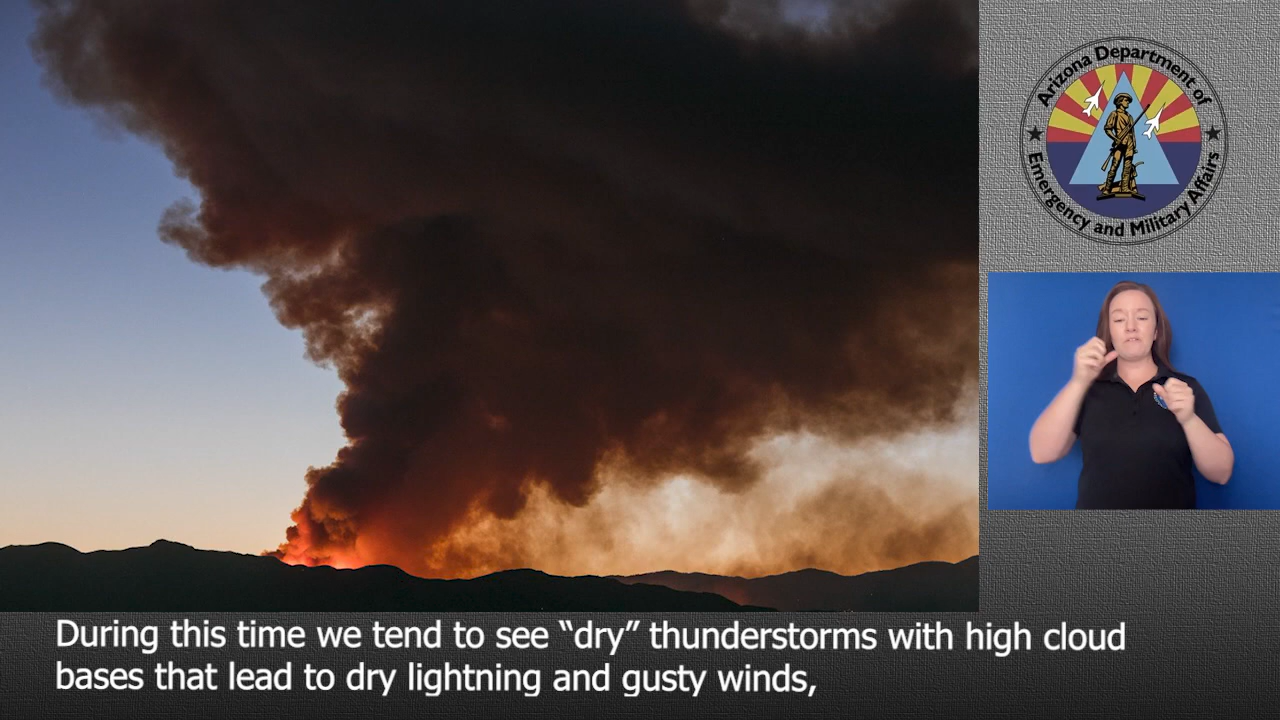 Arizona Department of
Emergency and Military Affairs
During this time we tend to see “dry” thunderstorms with high cloud
bases that lead to dry lightning and gusty winds,